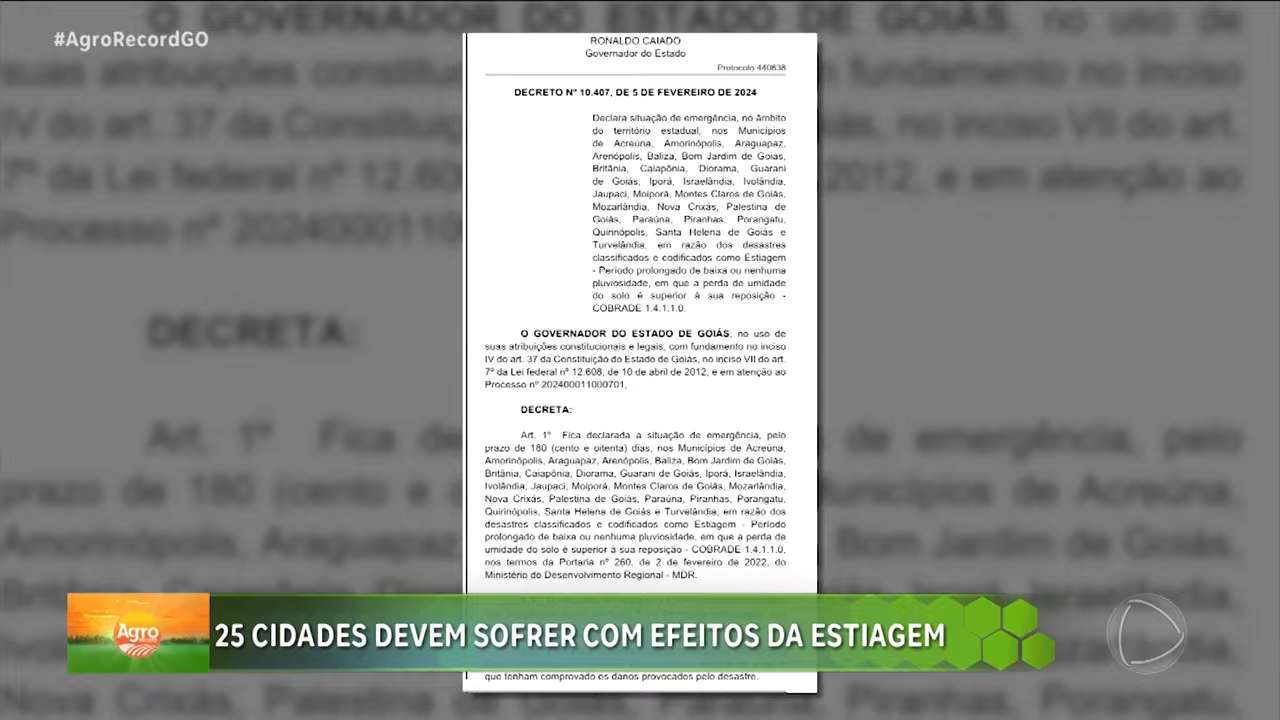 #AgroRecordGO
RONALDO CAIADO
Governador do Estado
Protocolo 440638
DECRETO Nº 10.407, DE 5 DE FEVEREIRO DE 2024
Declara situação de emergência, no âmbito
do território estadual, nos Municípios
de Acreúna, Amorinópolis, Araguapaz,
Arenópolis, Baliza, Bom Jardim de Goias,
Britânia, Caiapônia, Diorama, Guarani
de Goiás, Iporá, Israelândia, Ivolândia,
Jaupaci, Moiporá, Montes Claros de Goiás,
Mozarlândia, Nova Crixás, Palestina de
Goiás, Paraúna, Piranhas, Porangatu,
Quirinópolis, Santa Helena de Goiás e
Turvelândia, em razão dos desastres
classificados e codificados como Estiagem
- Período prolongado de baixa ou nenhuma
pluviosidade, em que a perda de umidade
do solo é superior à sua reposição -
COBRADE 1.4.1.1.0.
O GOVERNADOR DO ESTADO DE GOIÁS, no uso de
suas atribuições constitucionais e legais, com fundamento no inciso
IV do art. 37 da Constituição do Estado de Goiás, no inciso VII do art.
7º da Lei federal nº 12.608, de 10 de abril de 2012, e em atenção ao
Processo nº 202400011000701,
DECRETA:
Art. 1º Fica declarada a situação de emergência, pelo
prazo de 180 (cento e oitenta) dias, nos Municípios de Acreúna,
Amorinópolis, Araguapaz, Arenópolis, Baliza, Bom Jardim de Goiás,
Britânia, Caiapônia, Diorama, Guarani de Goiás, Iporá, Israelândia,
Ivolândia, Jaupaci, Moiporá, Montes Claros de Goiás, Mozarlândia,
Nova Crixás, Palestina de Goiás, Paraúna, Piranhas, Porangatu,
Quirinópolis, Santa Helena de Goiás e Turvelândia, em razão dos
desastres classificados e codificados como Estiagem - Período
prolongado de baixa ou nenhuma pluviosidade, em que a perda de
umidade do solo é superior à sua reposição - COBRADE 1.4.1.1.0,
nos termos da Portaria nº 260, de 2 de fevereiro de 2022, do
Ministério do Desenvolvimento Regional - MDR.
Agro
25 CIDADES DEVEM SOFRER COM EFEITOS DA ESTIAGEM
que tenham comprovado os danos provocados pelo desastre.